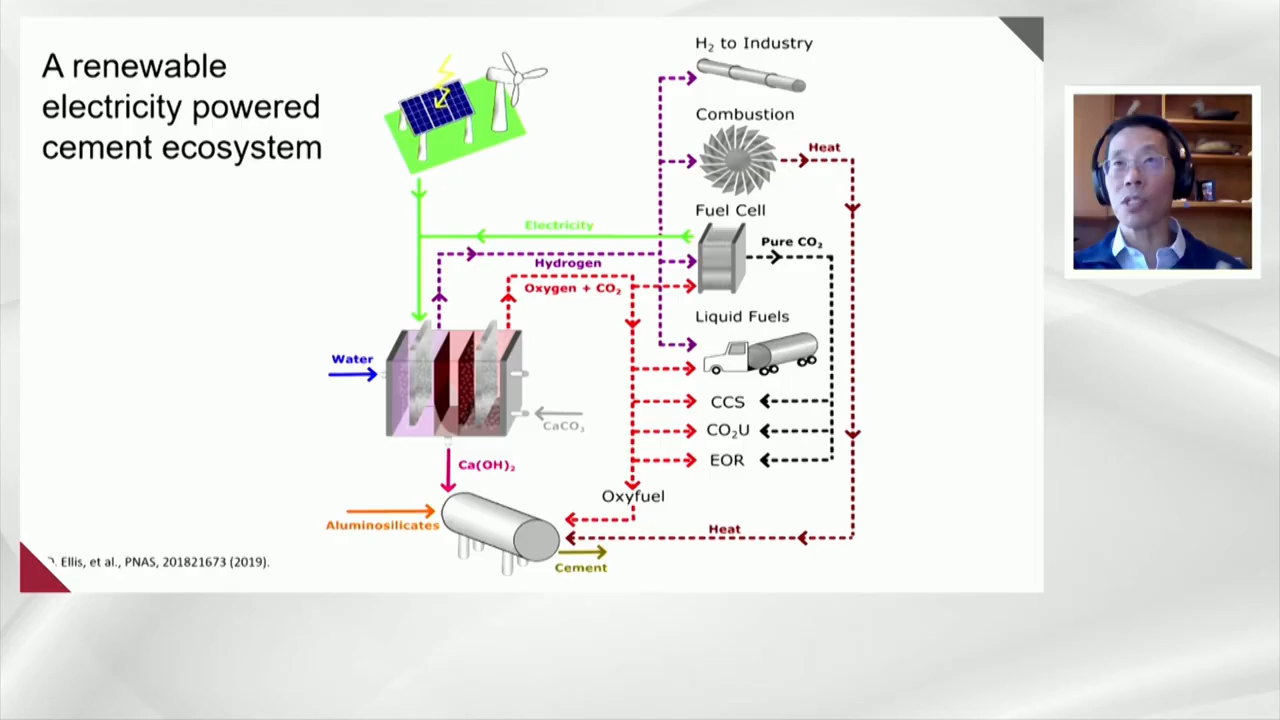 A renewable
electricity powered
cement ecosystem
H₂ to Industry
Combustion
Heat
Fuel Cell
Electricity
Pure CO₂
Hydrogen
Oxygen + CO₂
Liquid Fuels
Water
CCS
CaCO₃
CO₂U
Ca(OH)₂
EOR
Oxyfuel
Aluminosilicates
Heat
Ellis, et al., PNAS, 201821673 (2019).
Cement